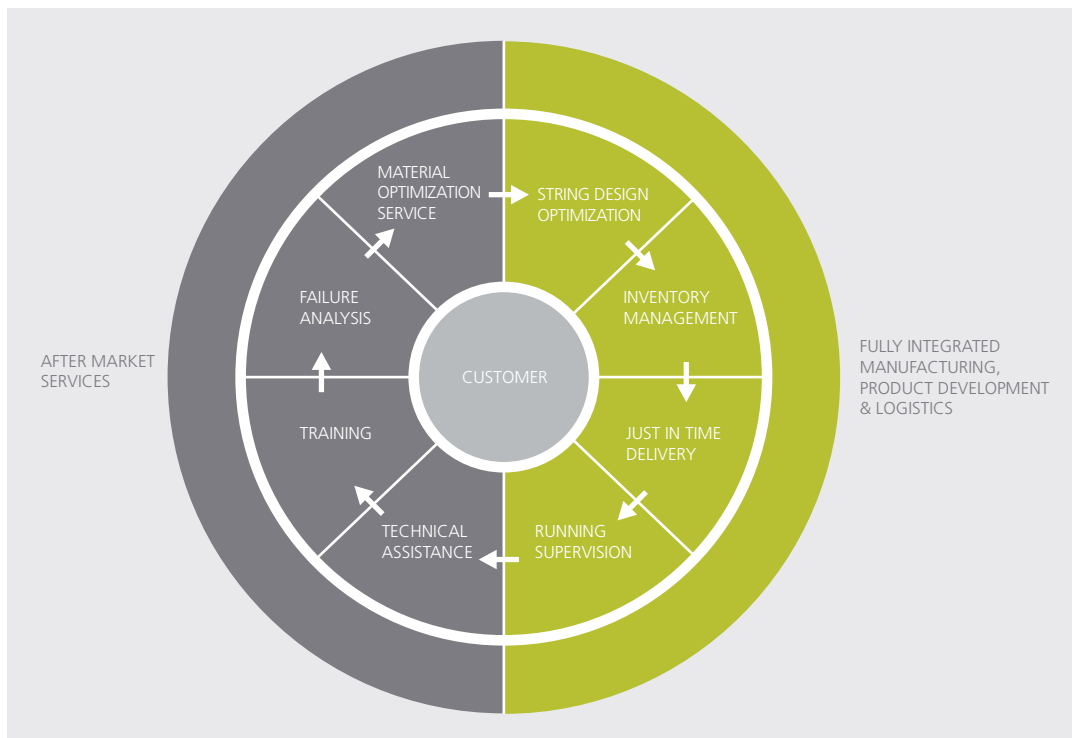 MATERIAL
OPTIMIZATION
SERVICE
STRING DESIGN
OPTIMIZATION
FAILURE
ANALYSIS
INVENTORY
MANAGEMENT
AFTER MARKET
SERVICES
CUSTOMER
FULLY INTEGRATED
MANUFACTURING,
PRODUCT DEVELOPMENT
& LOGISTICS
TRAINING
JUST IN TIME
DELIVERY
TECHNICAL
ASSISTANCE
RUNNING
SUPERVISION